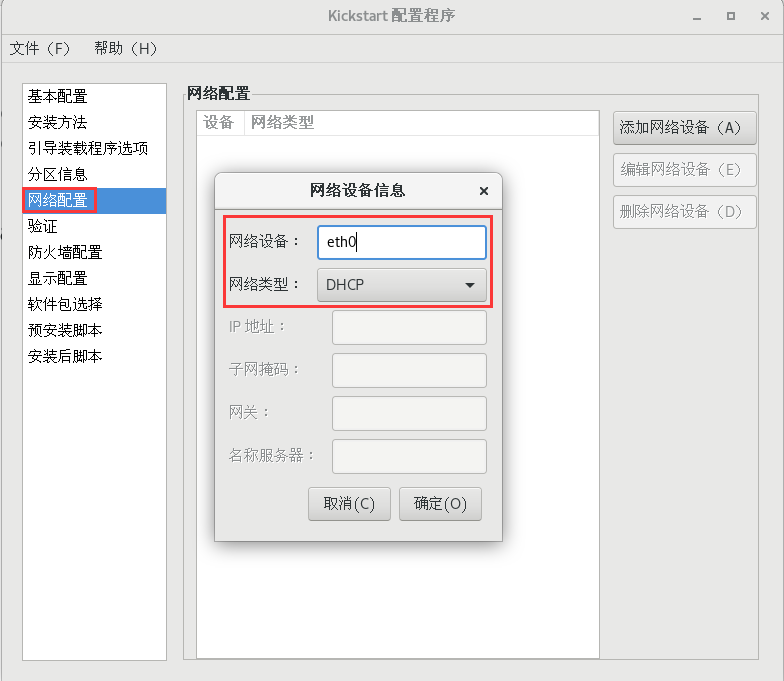 Kickstart 配置程序
文件（F） 帮助（H）
基本配置
安装方法
引导装载程序选项
分区信息
网络配置
验证
防火墙配置
显示配置
软件包选择
预安装脚本
安装后脚本
网络配置
设备 网络类型
添加网络设备（A）
编辑网络设备（E）
删除网络设备（D）
网络设备信息
网络设备： eth0
网络类型： DHCP
IP 地址：
子网掩码：
网关：
名称服务器：
取消(C) 确定(O)